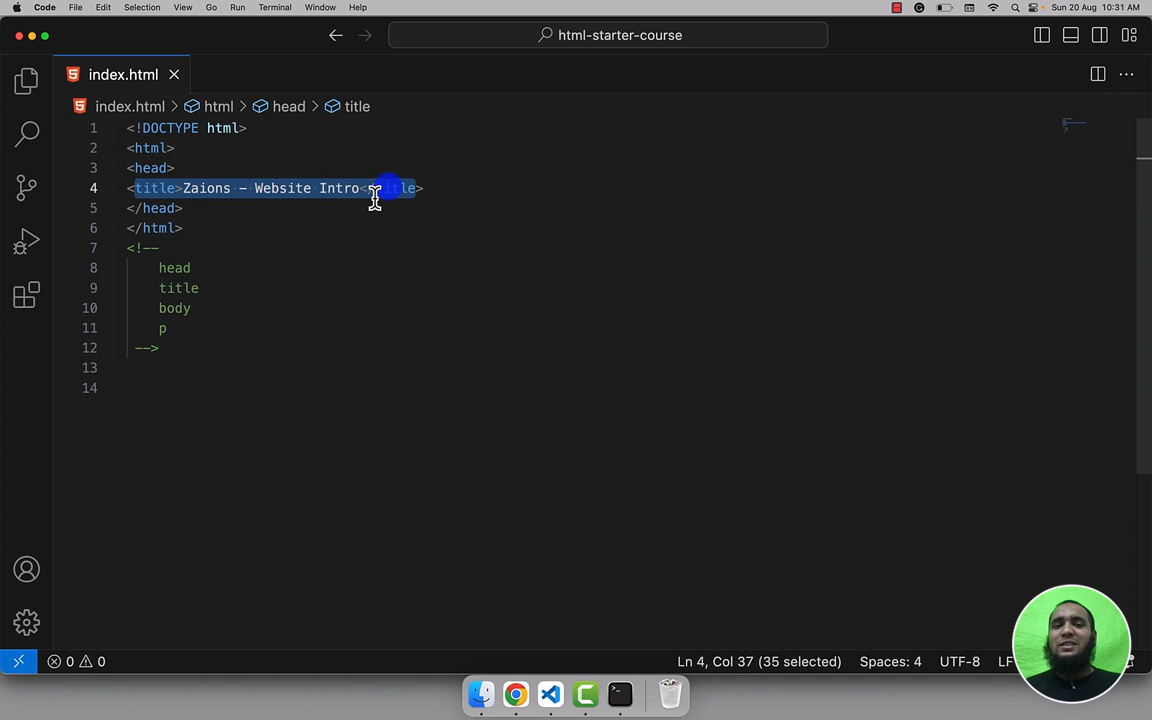 Code File Edit Selection View Go Run Terminal Window Help Sun 20 Aug 10:31 AM
html-starter-course
index.html
index.html > html > head > title
1 <!DOCTYPE html>
2 <html>
3 <head>
4 <title>Zaions - Website Intro</title>
5 </head>
6 </html>
7 <!--
8 head
9 title
10 body
11 p
12 -->
13
14
0 0 Ln 4, Col 37 (35 selected) Spaces: 4 UTF-8 LF